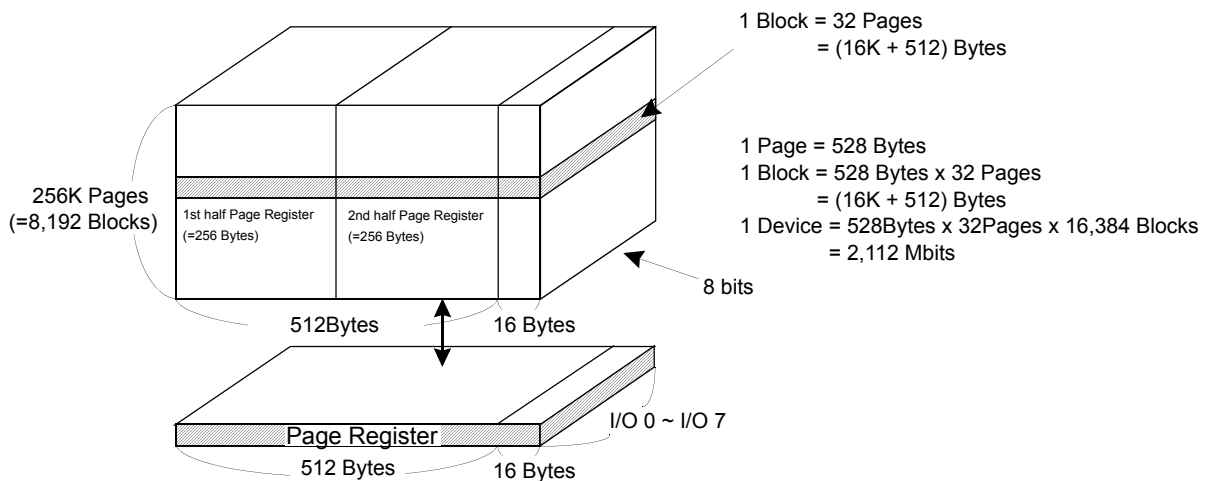 1 Block = 32 Pages
= (16K + 512) Bytes
1 Page = 528 Bytes
1 Block = 528 Bytes x 32 Pages
= (16K + 512) Bytes
1 Device = 528Bytes x 32Pages x 16,384 Blocks
= 2,112 Mbits
256K Pages
(=8,192 Blocks)
1st half Page Register
(=256 Bytes)
2nd half Page Register
(=256 Bytes)
8 bits
512Bytes
16 Bytes
I/O 0 ~ I/O 7
Page Register
512 Bytes
16 Bytes